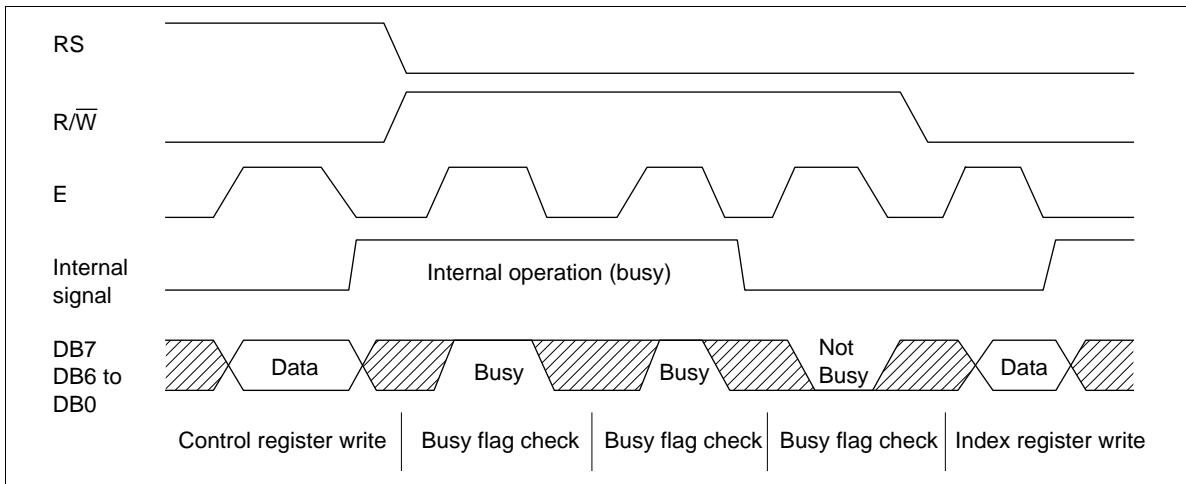 RS
R/W̅
E
Internal
signal
Internal operation (busy)
DB7
DB6 to
DB0
Data
Busy
Busy
Not
Busy
Data
Control register write
Busy flag check
Busy flag check
Busy flag check
Index register write